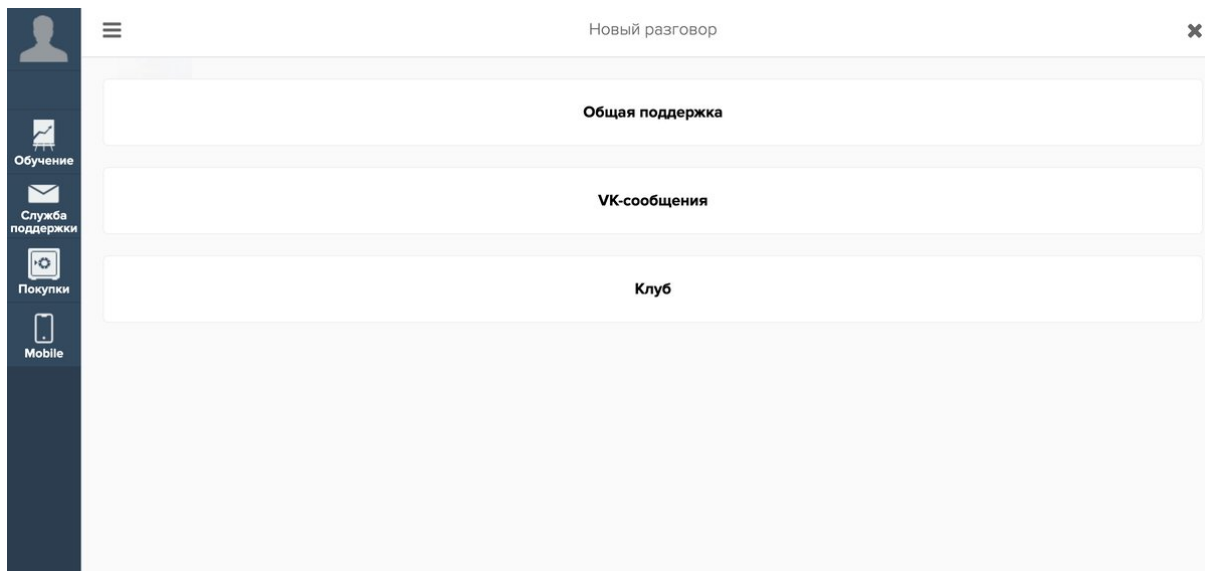 Новый разговор
Общая поддержка
VK-сообщения
Клуб
Обучение
Служба
поддержки
Покупки
Mobile